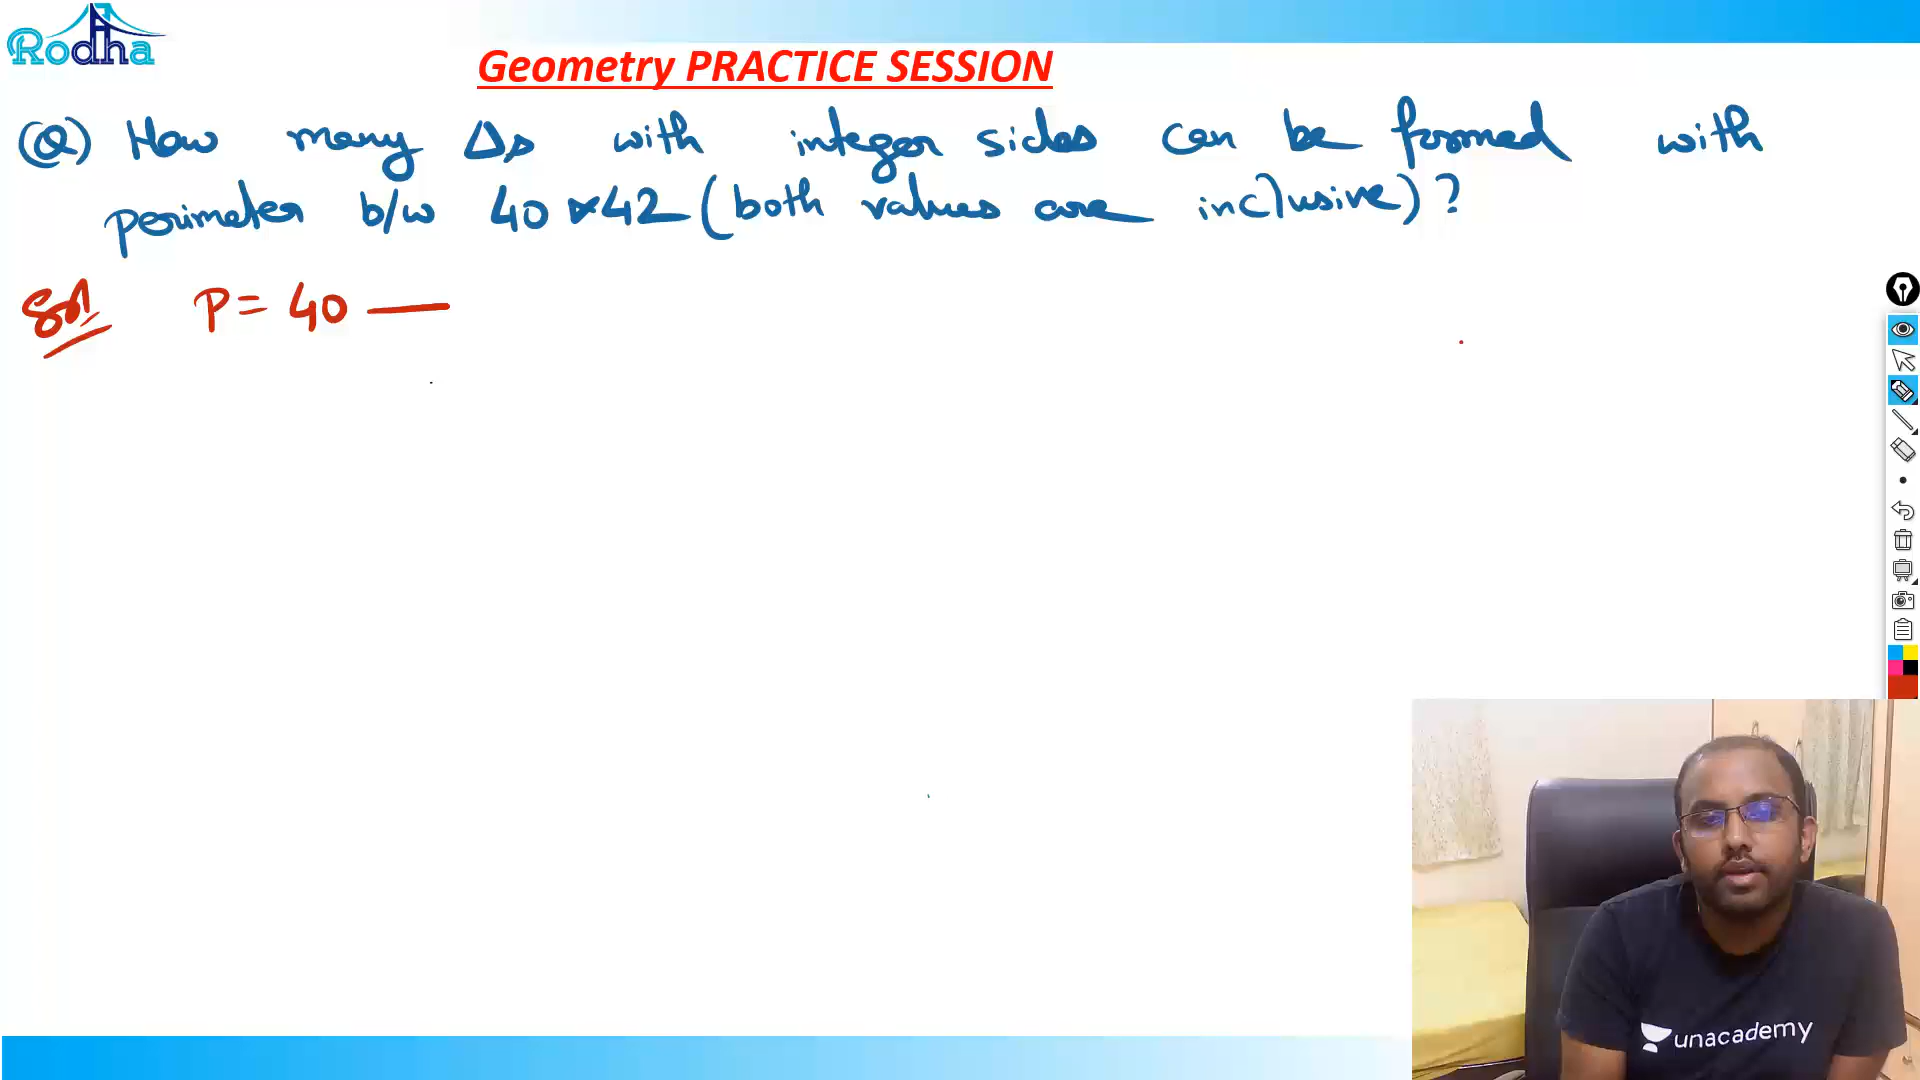 Rodha
Geometry PRACTICE SESSION
(Q) How many Δs with integer sides can be formed with
perimeter b/w 40 & 42 (both values are inclusive)?
Sol P = 40 —
unacademy